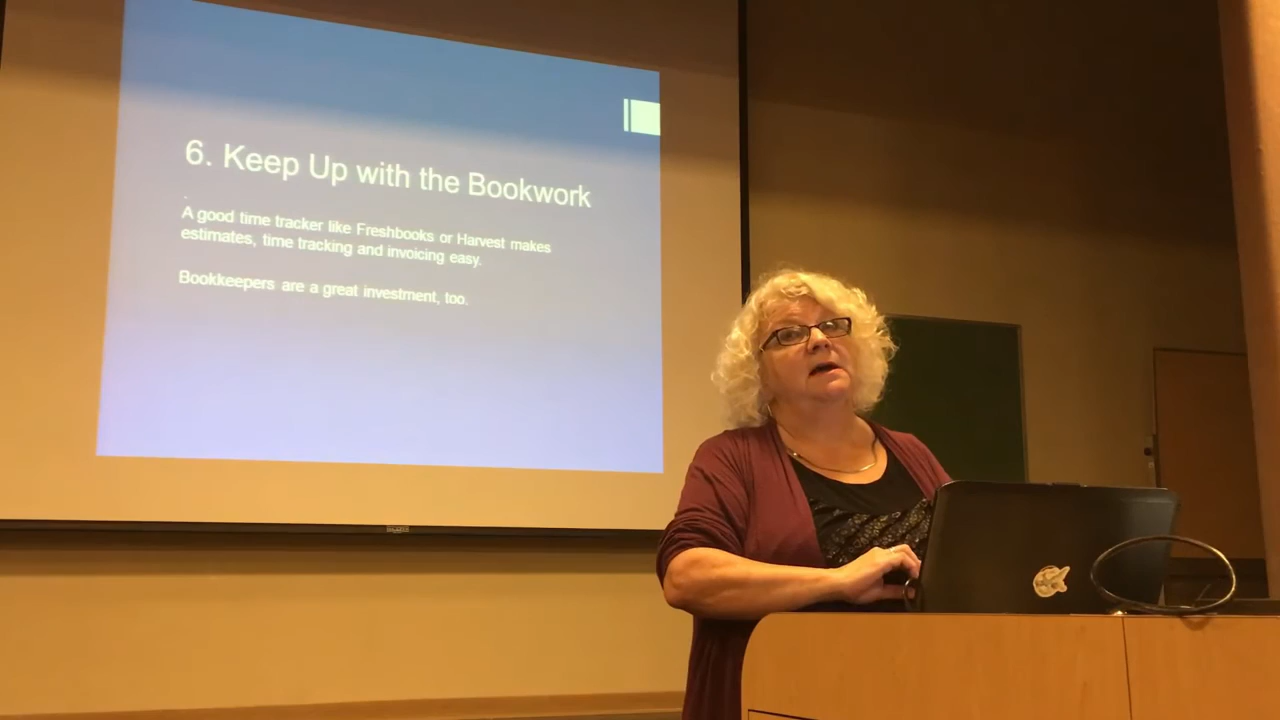 6. Keep Up with the Bookwork
A good time tracker like Freshbooks or Harvest makes
estimates, time tracking and invoicing easy.
Bookkeepers are a great investment, too.